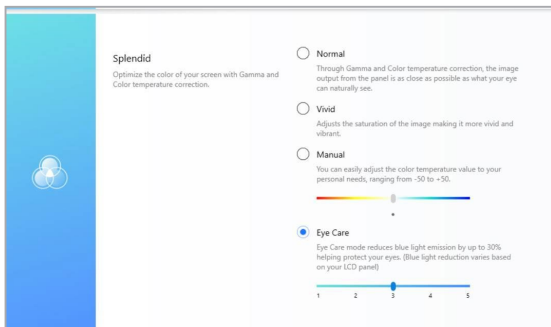 Splendid
Optimize the color of your screen with Gamma and
Color temperature correction.
Normal
Through Gamma and Color temperature correction, the image
output from the panel is as close as possible as what your eye
can naturally see.
Vivid
Adjusts the saturation of the image making it more vivid and
vibrant.
Manual
You can easily adjust the color temperature value to your
personal needs, ranging from -50 to +50.
Eye Care
Eye Care mode reduces blue light emission by up to 30%
helping protect your eyes. (Blue light reduction varies based
on your LCD panel)
1 2 3 4 5